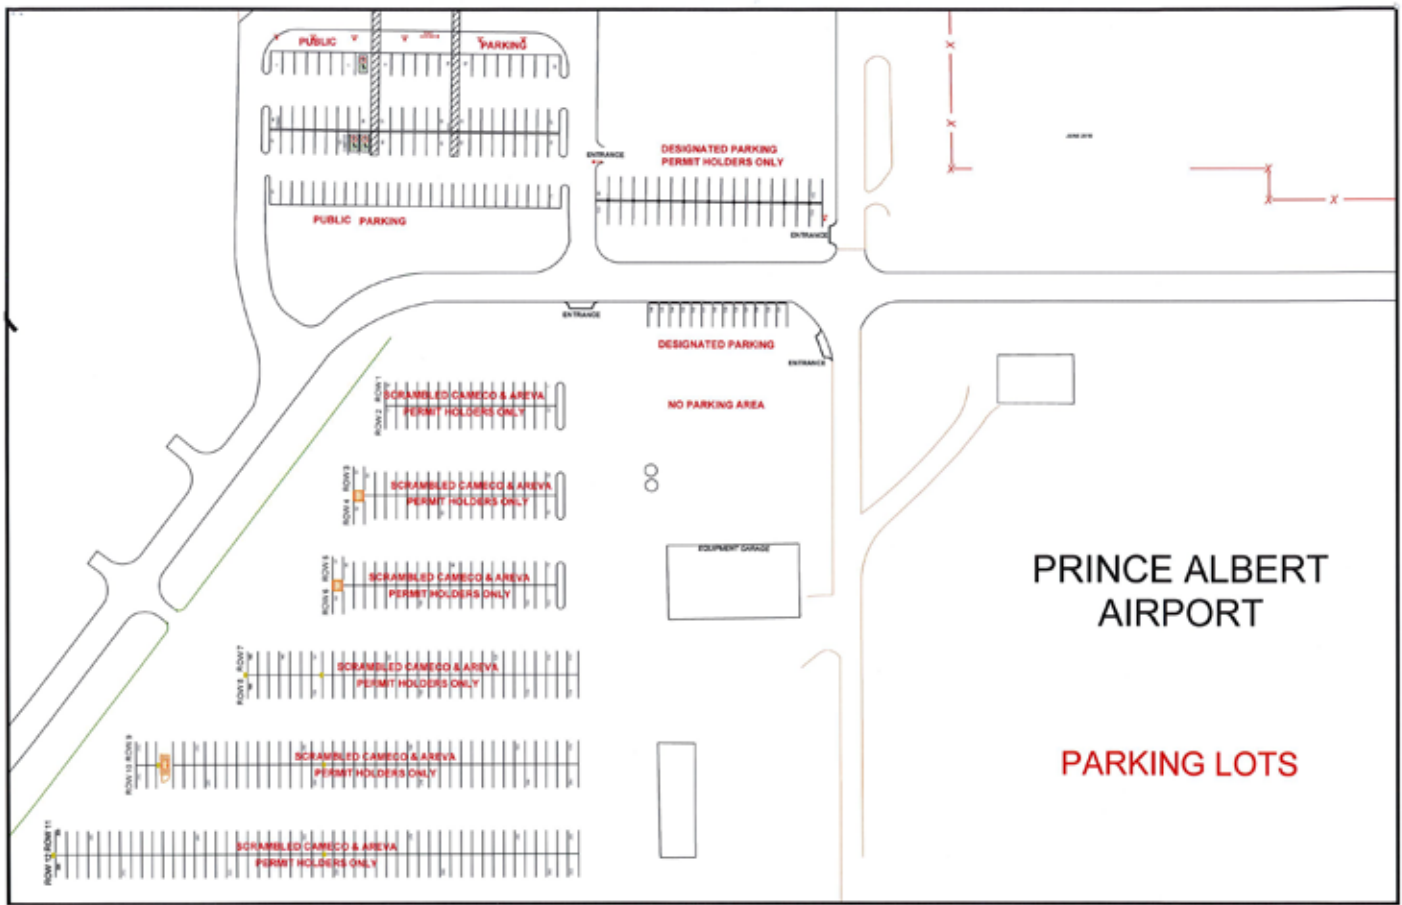 PUBLIC PARKING
ENTRANCE
DESIGNATED PARKING
PERMIT HOLDERS ONLY
JUNE 2018
PUBLIC PARKING
ENTRANCE
ENTRANCE
DESIGNATED PARKING
ENTRANCE
NO PARKING AREA
ROW 1
ROW 2
SCRAMBLED CAMECO & AREVA
PERMIT HOLDERS ONLY
ROW 3
ROW 4
SCRAMBLED CAMECO & AREVA
PERMIT HOLDERS ONLY
EQUIPMENT GARAGE
ROW 5
ROW 6
SCRAMBLED CAMECO & AREVA
PERMIT HOLDERS ONLY
PRINCE ALBERT
AIRPORT
ROW 7
ROW 8
SCRAMBLED CAMECO & AREVA
PERMIT HOLDERS ONLY
ROW 9
ROW 10
SCRAMBLED CAMECO & AREVA
PERMIT HOLDERS ONLY
PARKING LOTS
ROW 11
ROW 12
SCRAMBLED CAMECO & AREVA
PERMIT HOLDERS ONLY